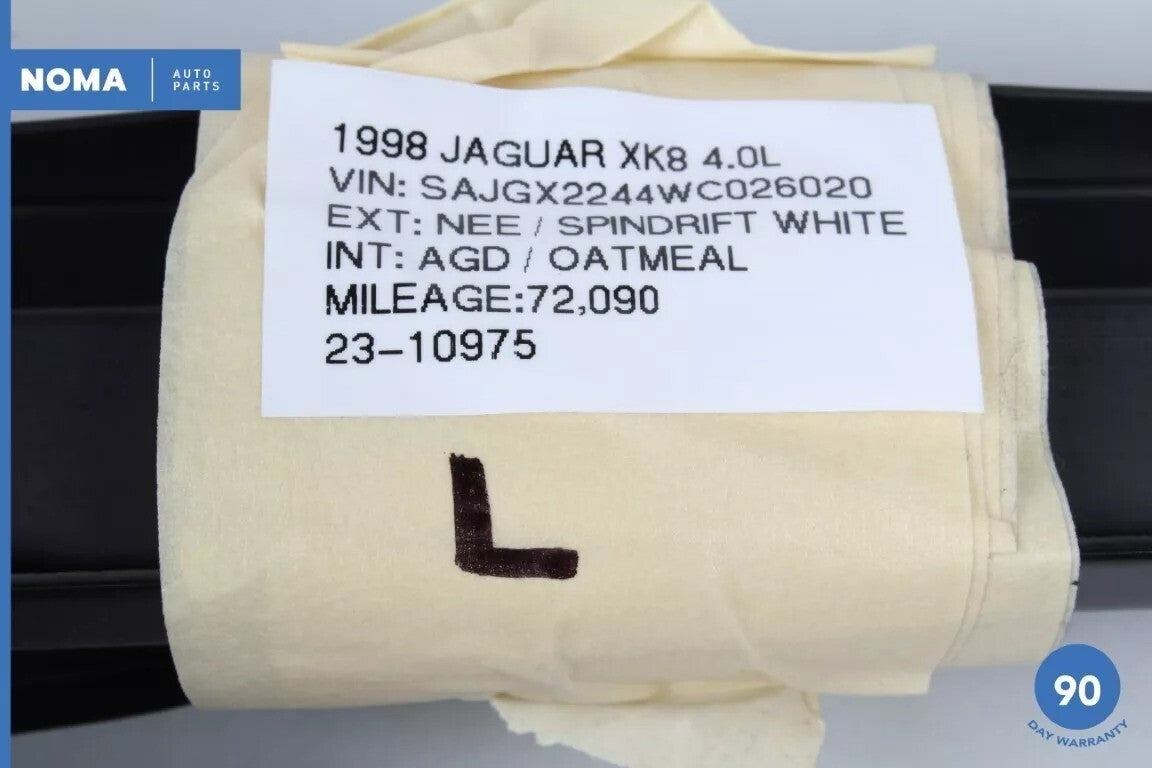 NOMA
AUTO
PARTS
1998 JAGUAR XK8 4.0L
VIN: SAJGX2244WC026020
EXT: NEE / SPINDRIFT WHITE
INT: AGD / OATMEAL
MILEAGE:72,090
23-10975
L
90
DAY WARRANTY